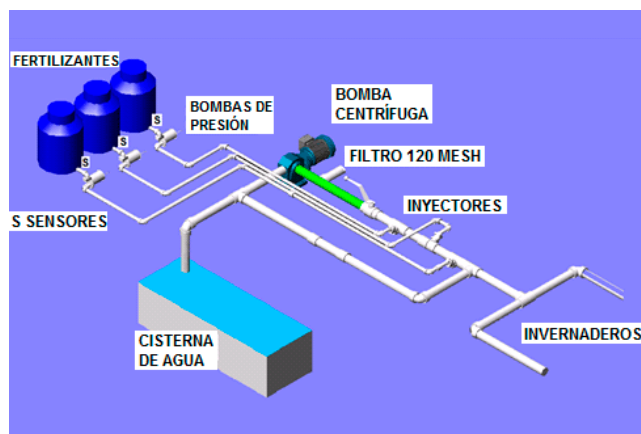 FERTILIZANTES
BOMBAS DE
PRESIÓN
BOMBA
CENTRÍFUGA
FILTRO 120 MESH
S
S
S
INYECTORES
S SENSORES
CISTERNA
DE AGUA
INVERNADEROS